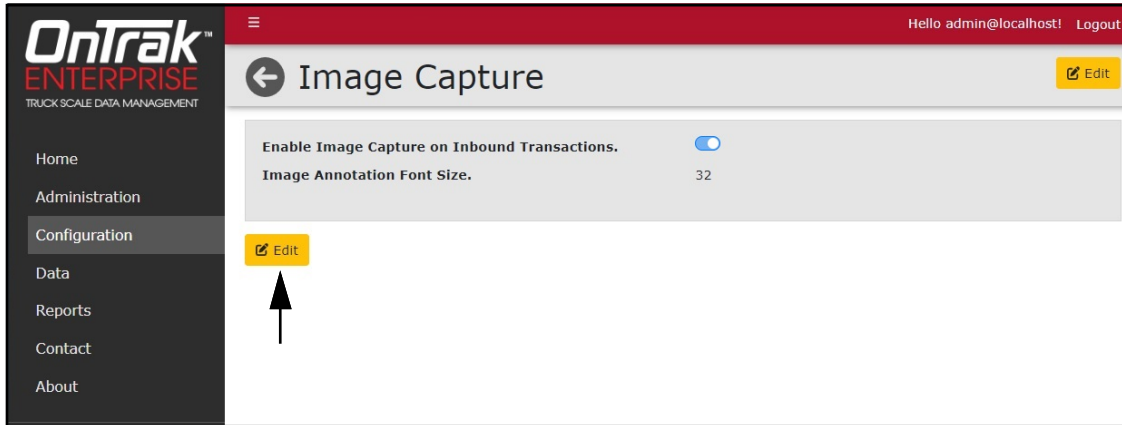 OnTrak™
ENTERPRISE
TRUCK SCALE DATA MANAGEMENT
Home
Administration
Configuration
Data
Reports
Contact
About
Hello admin@localhost! Logout
Image Capture
Edit
Enable Image Capture on Inbound Transactions.
Image Annotation Font Size. 32
Edit